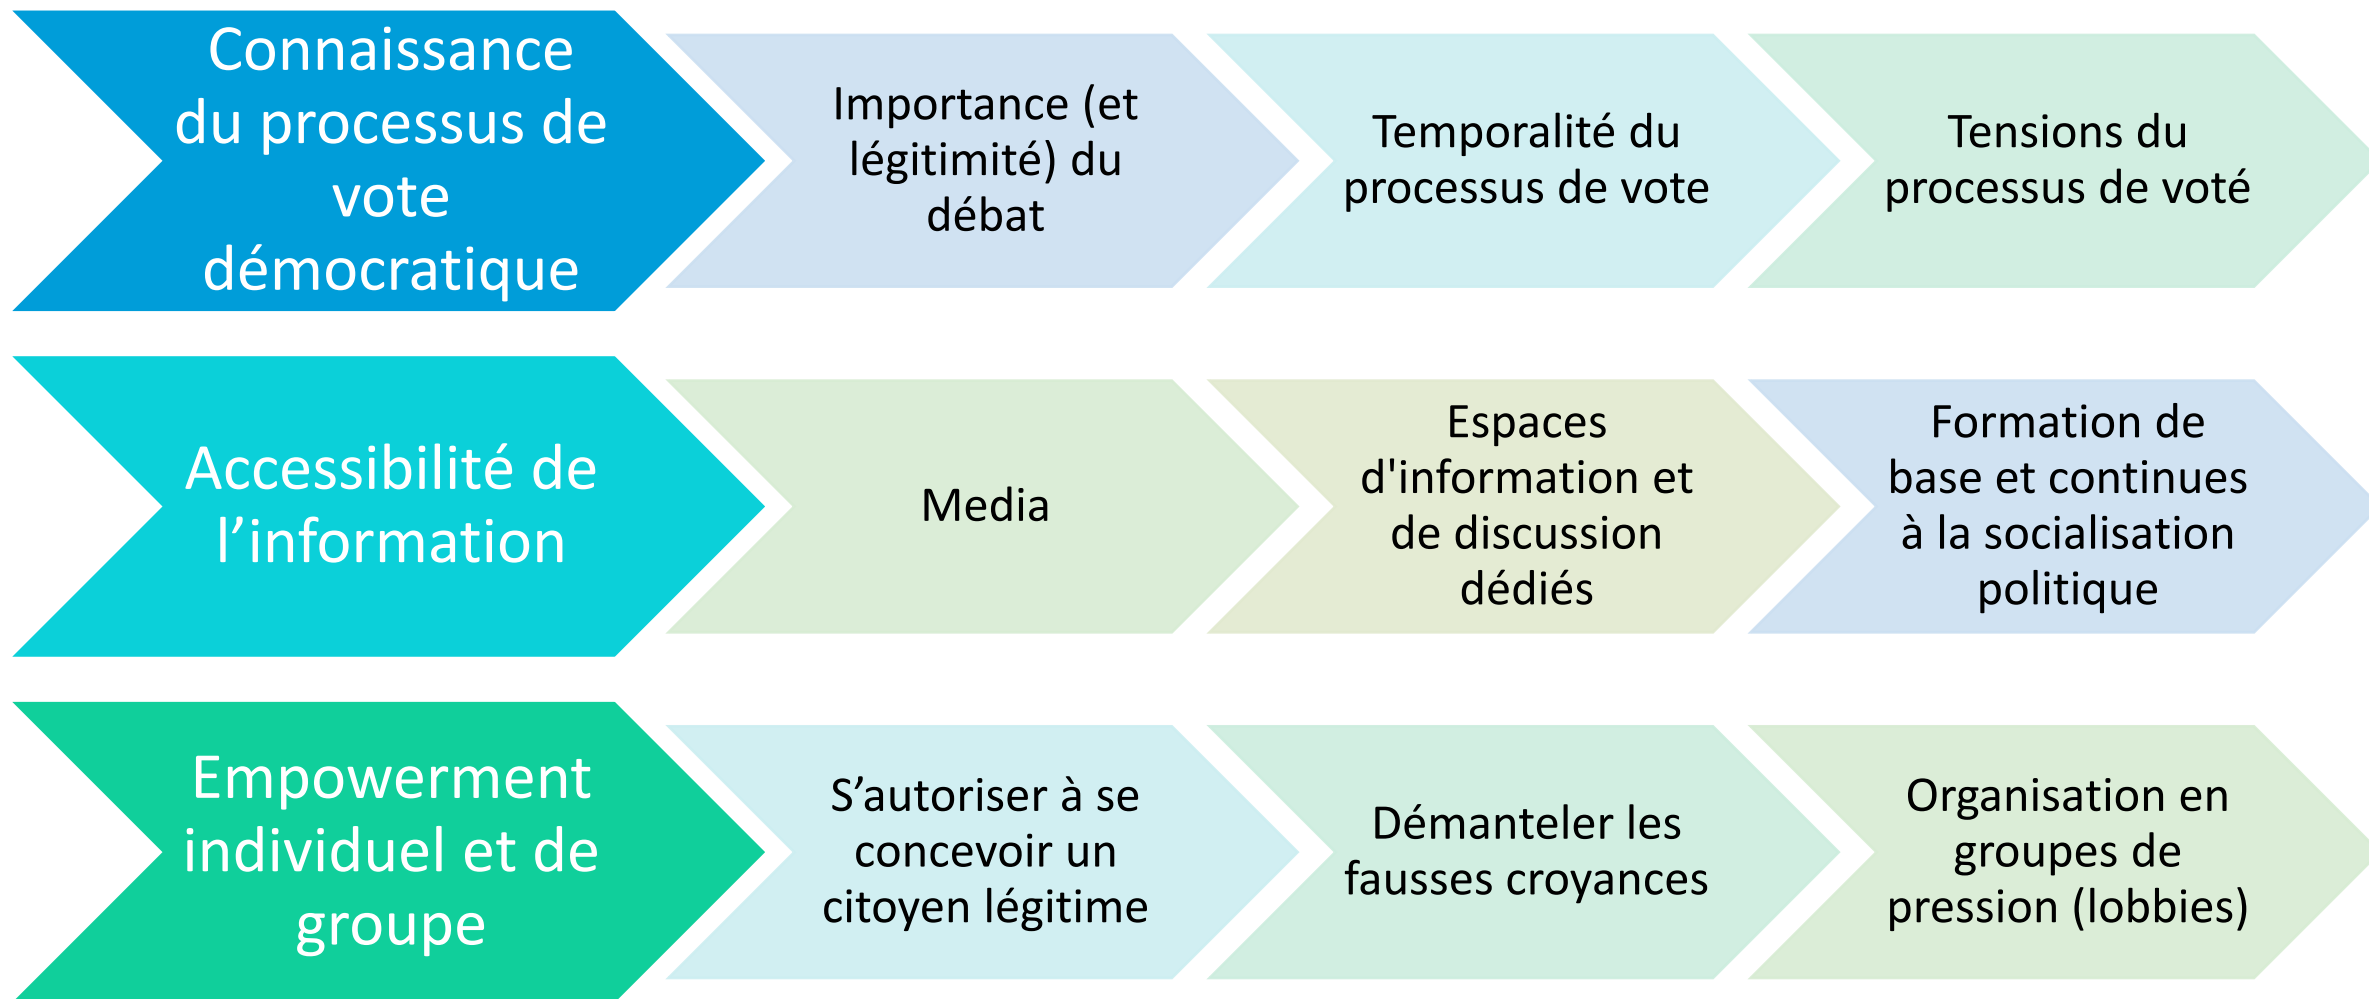 Connaissance
du processus de
vote
démocratique
Importance (et
légitimité) du
débat
Temporalité du
processus de vote
Tensions du
processus de voté
Accessibilité de
l’information
Media
Espaces
d'information et
de discussion
dédiés
Formation de
base et continues
à la socialisation
politique
Empowerment
individuel et de
groupe
S’autoriser à se
concevoir un
citoyen légitime
Démanteler les
fausses croyances
Organisation en
groupes de
pression (lobbies)